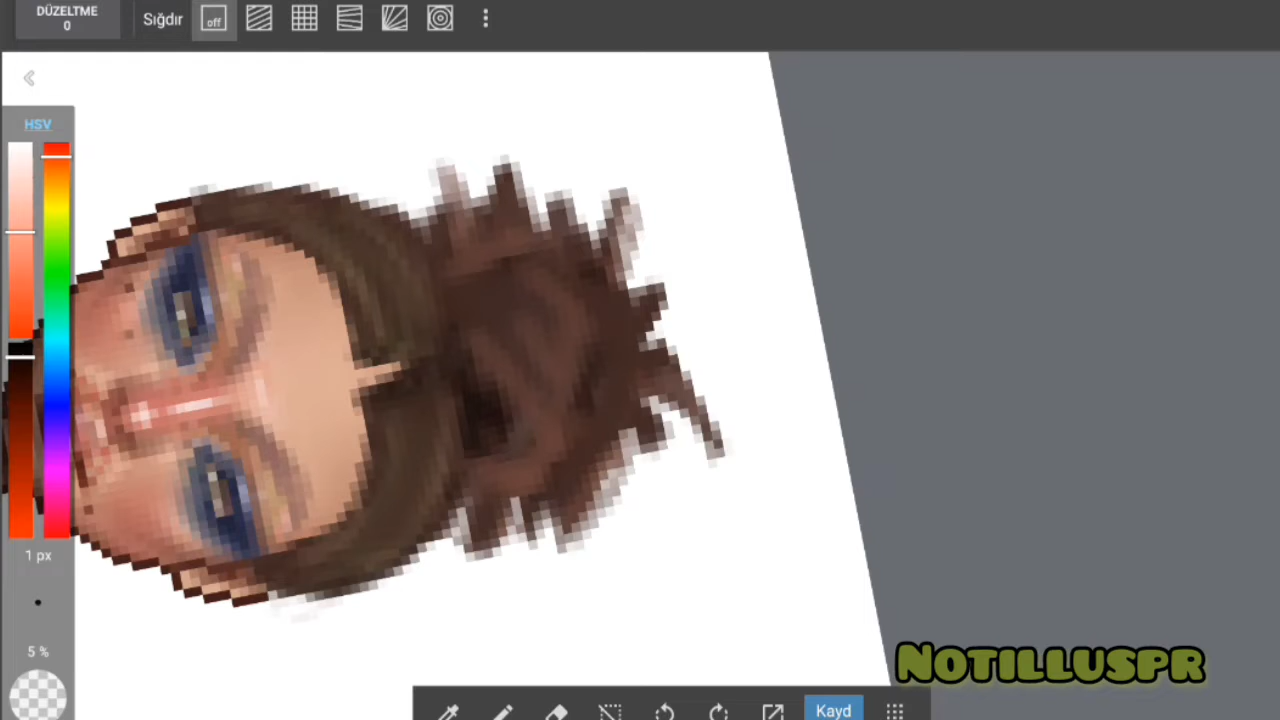 DÜZELTME
0
Sığdır
off
HSV
1 px
5 %
Kayd
NOTILLUSPR